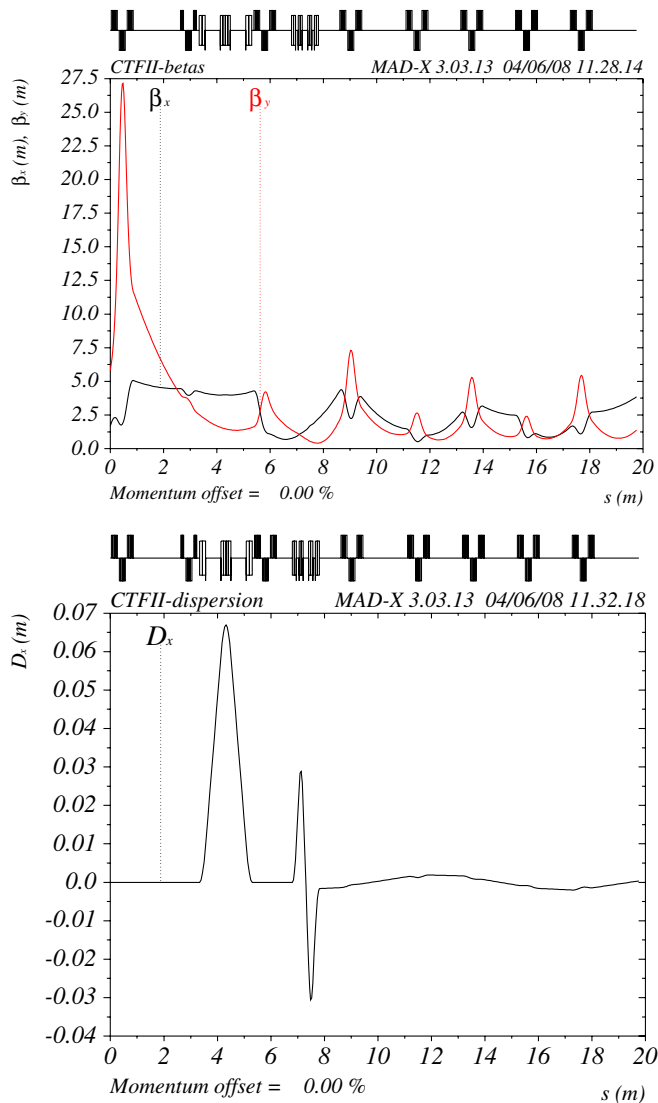 CTFII-betas MAD-X 3.03.13 04/06/08 11.28.14
27.5
25.0
22.5
20.0
17.5
15.0
12.5
10.0
7.5
5.0
2.5
0.0
βx (m), βy (m)
βx βy
0 2 4 6 8 10 12 14 16 18 20
Momentum offset = 0.00 % s (m)
CTFII-dispersion MAD-X 3.03.13 04/06/08 11.32.18
0.07
0.06
0.05
0.04
0.03
0.02
0.01
0.0
-0.01
-0.02
-0.03
-0.04
Dx (m)
Dx
0 2 4 6 8 10 12 14 16 18 20
Momentum offset = 0.00 % s (m)